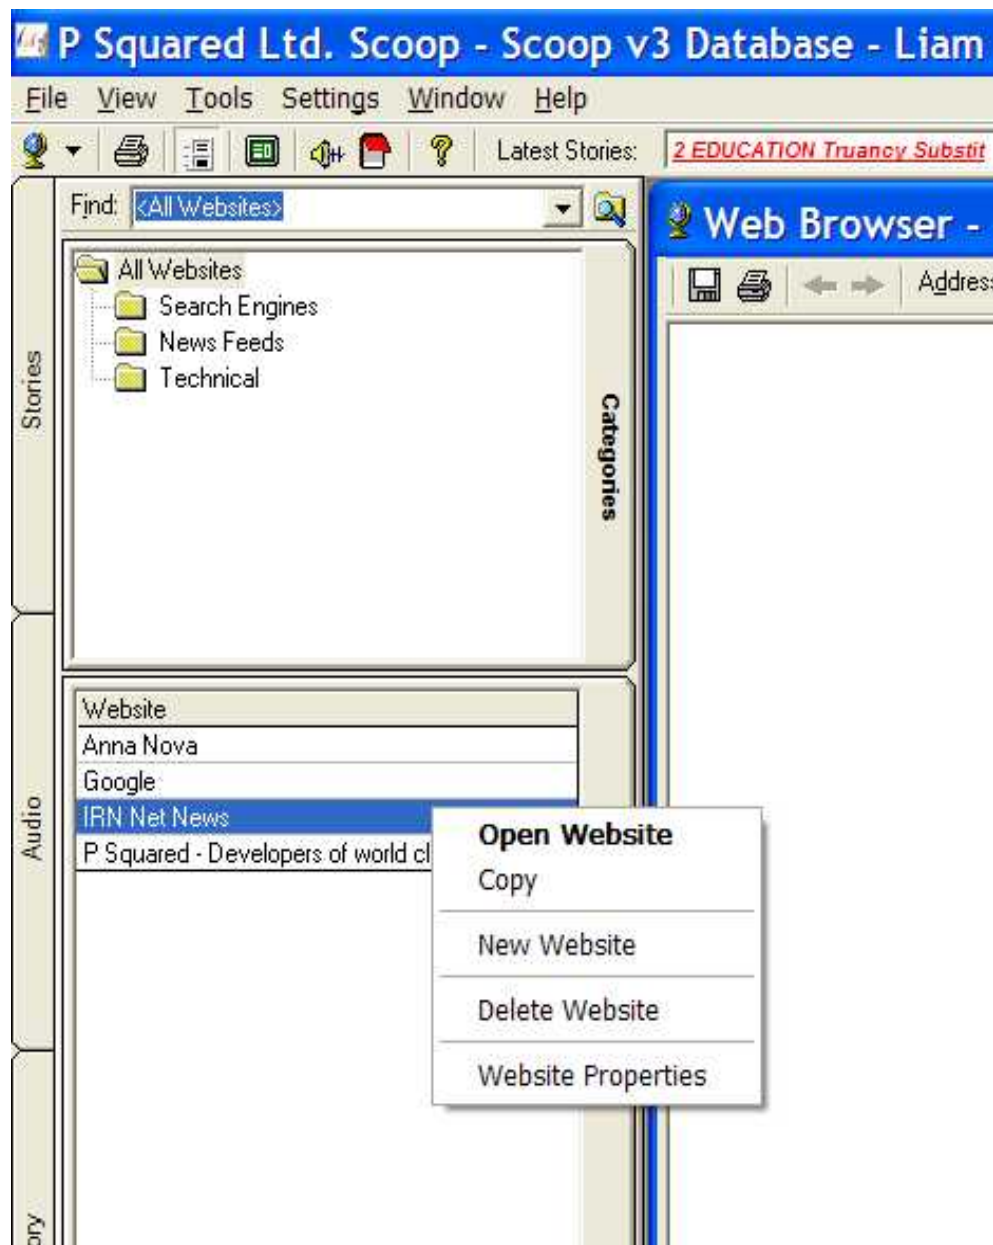 P Squared Ltd. Scoop - Scoop v3 Database - Liam
File View Tools Settings Window Help
Latest Stories: 2 EDUCATION Truancy Substit
Find: <All Websites>
Web Browser -
All Websites
Address
Search Engines
News Feeds
Technical
Stories
Categories
Website
Anna Nova
Google
IRN Net News
P Squared - Developers of world cl
Audio
Open Website
Copy
New Website
Delete Website
Website Properties
ory